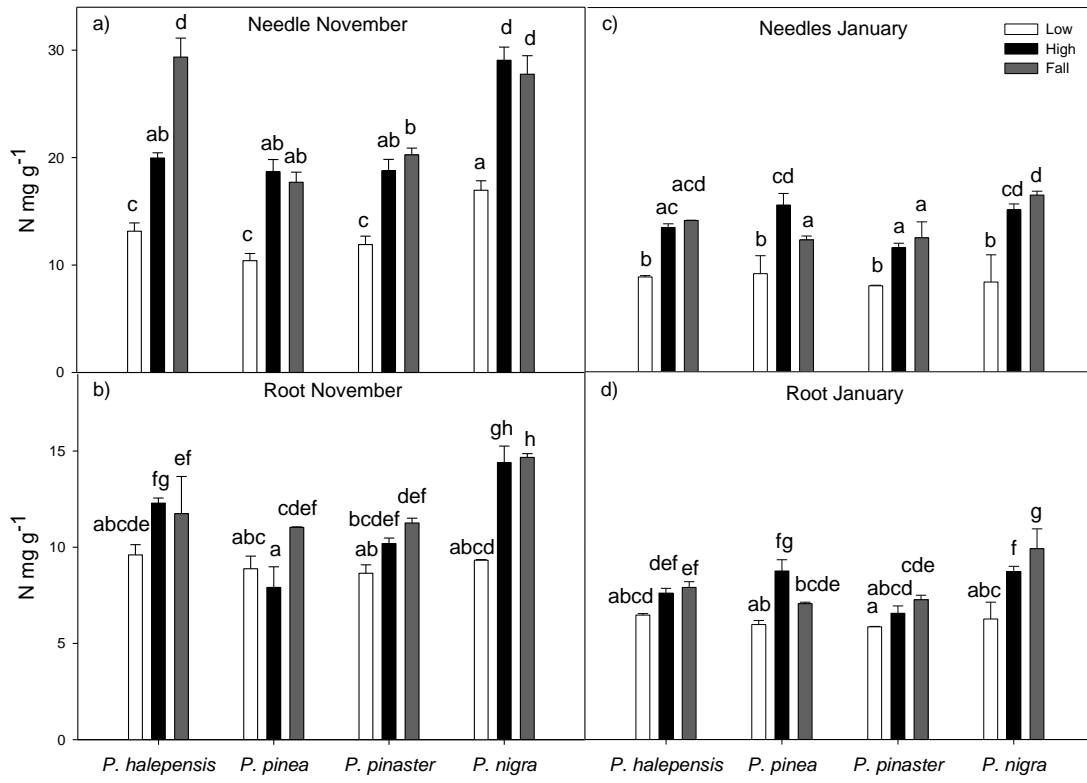 a) Needle November
N mg g-1
30
20
10
0
d
ab
c
ab
ab
c
ab
b
c
d
d
a
c) Needles January
Low
High
Fall
acd
ac
b
cd
b
a
a
a
b
d
cd
b
b) Root November
N mg g-1
15
10
5
0
abcde
fg
ef
abc
a
cdef
ab
bcdef
def
abcd
gh
h
P. halepensis P. pinea P. pinaster P. nigra
d) Root January
abcd
def
ef
ab
fg
bcde
a
abcd
cde
abc
f
g
P. halepensis P. pinea P. pinaster P. nigra